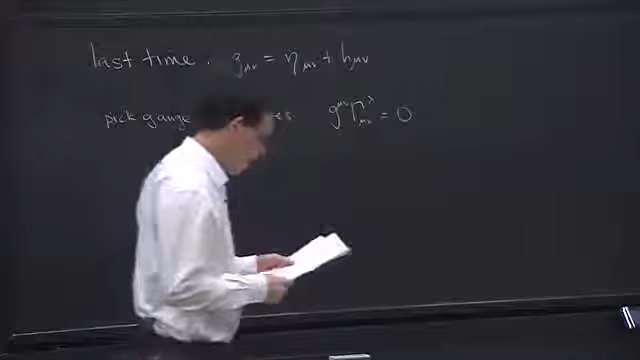 last time. g_μν = η_μν + h_μν
pick gauge g^μν Γ^λ_μν = 0